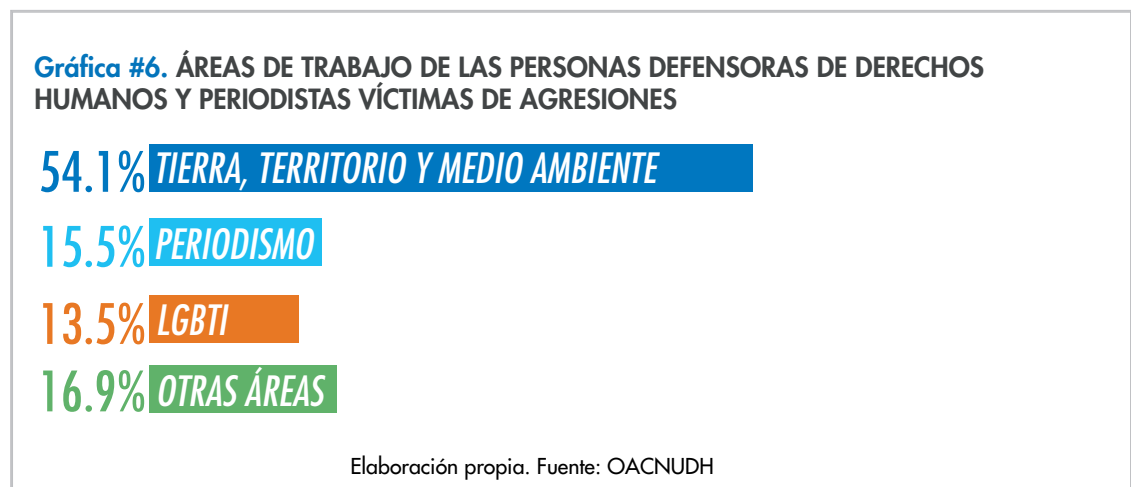 Gráfica #6. ÁREAS DE TRABAJO DE LAS PERSONAS DEFENSORAS DE DERECHOS
HUMANOS Y PERIODISTAS VÍCTIMAS DE AGRESIONES
54.1% TIERRA, TERRITORIO Y MEDIO AMBIENTE
15.5% PERIODISMO
13.5% LGBTI
16.9% OTRAS ÁREAS
Elaboración propia. Fuente: OACNUDH